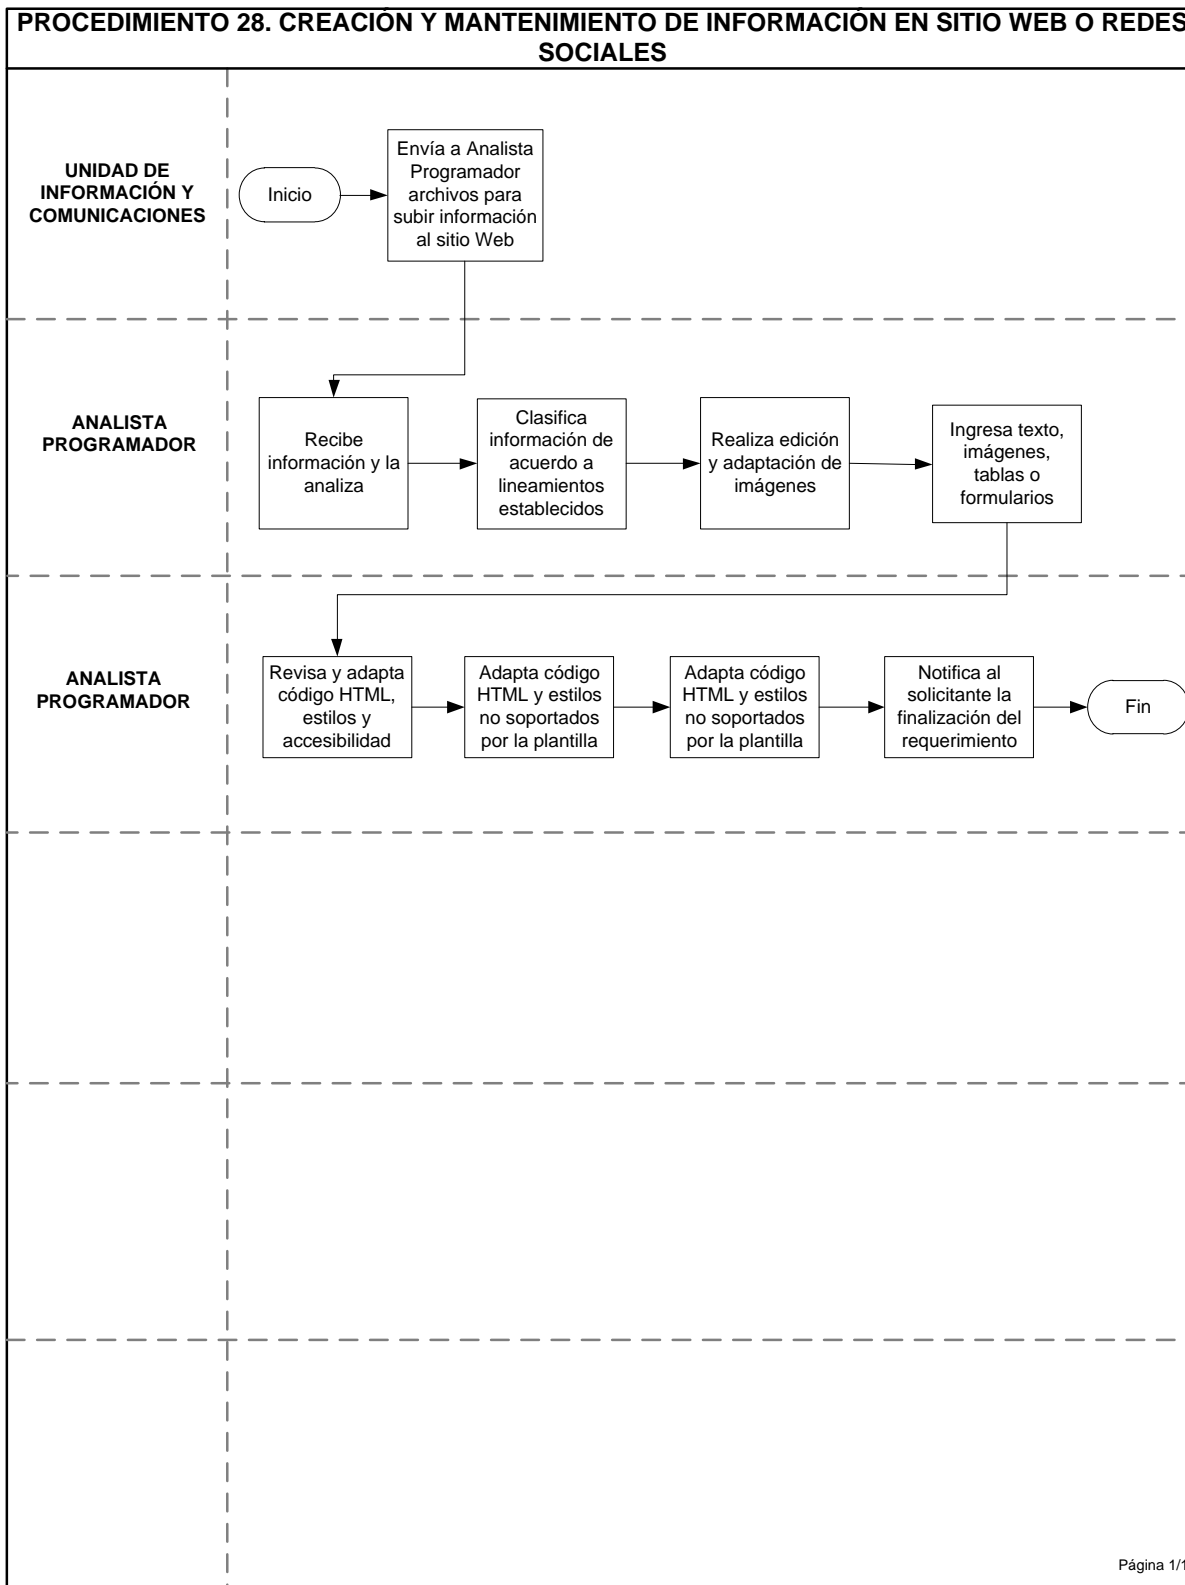 PROCEDIMIENTO 28. CREACIÓN Y MANTENIMIENTO DE INFORMACIÓN EN SITIO WEB O REDES
SOCIALES
UNIDAD DE
INFORMACIÓN Y
COMUNICACIONES
Inicio
Envía a Analista
Programador
archivos para
subir información
al sitio Web
ANALISTA
PROGRAMADOR
Recibe
información y la
analiza
Clasifica
información de
acuerdo a
lineamientos
establecidos
Realiza edición
y adaptación de
imágenes
Ingresa texto,
imágenes,
tablas o
formularios
ANALISTA
PROGRAMADOR
Revisa y adapta
código HTML,
estilos y
accesibilidad
Adapta código
HTML y estilos
no soportados
por la plantilla
Adapta código
HTML y estilos
no soportados
por la plantilla
Notifica al
solicitante la
finalización del
requerimiento
Fin
Página 1/1